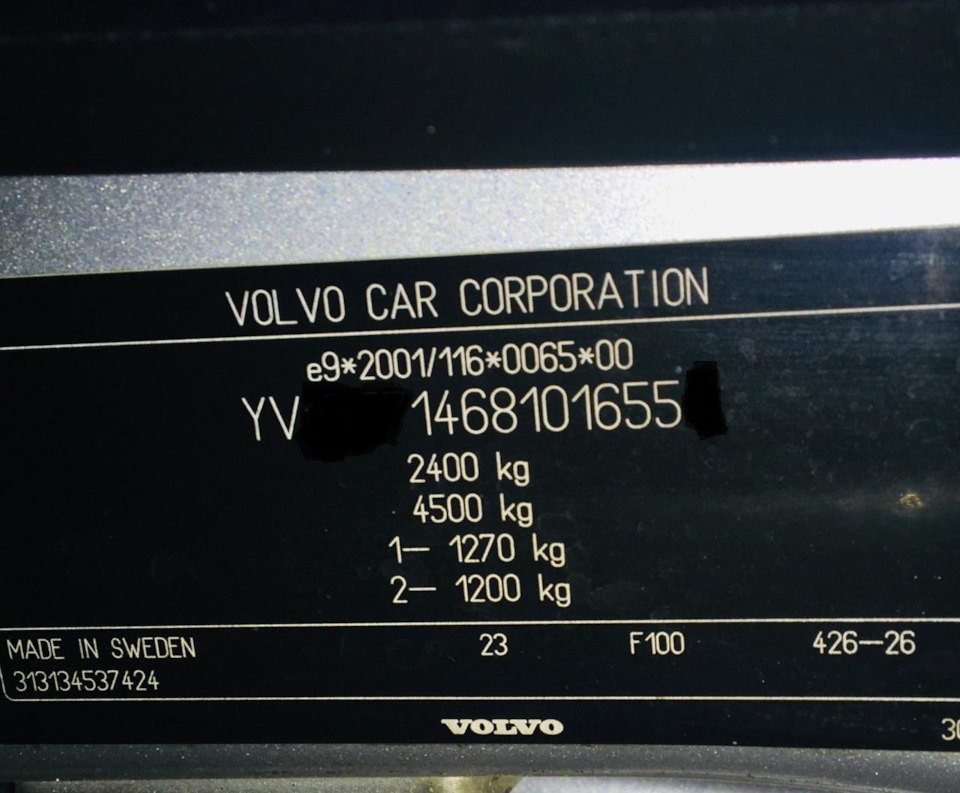 VOLVO CAR CORPORATION
e9*2001/116*0065*00
YV 1468101655
2400 kg
4500 kg
1— 1270 kg
2— 1200 kg
MADE IN SWEDEN 23 F100 426—26
313134537424
VOLVO